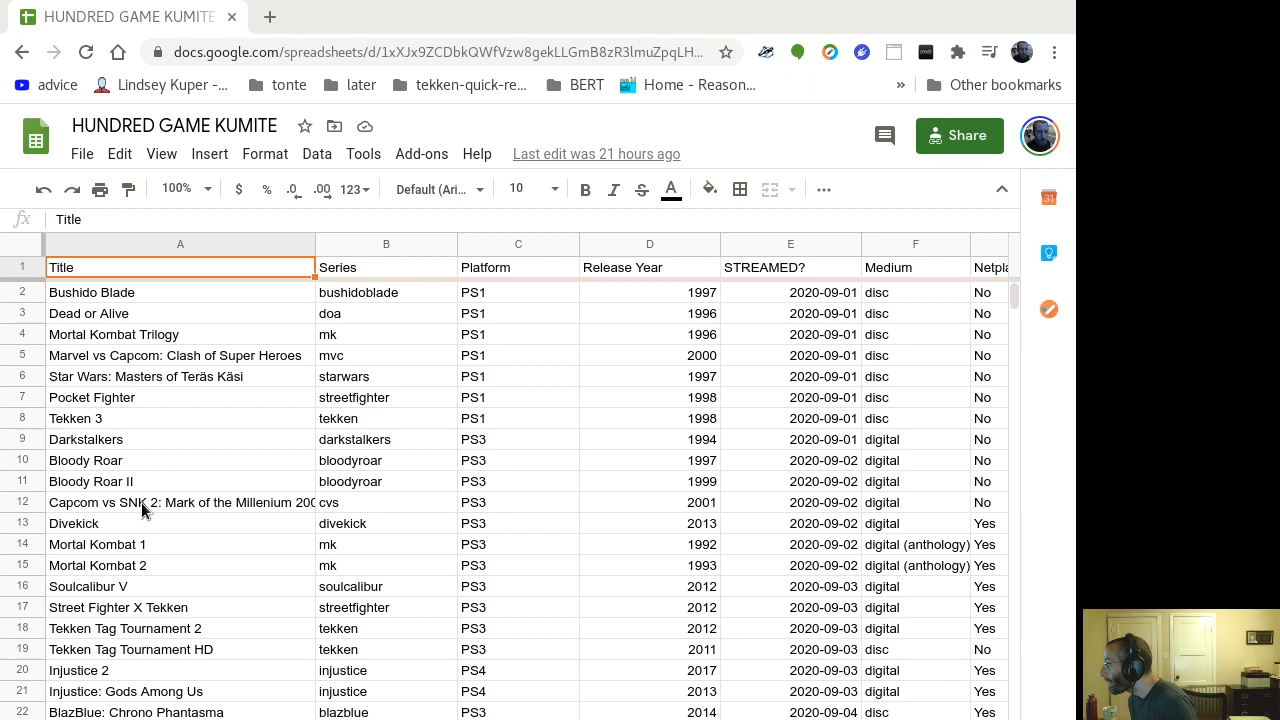 HUNDRED GAME KUMITE
docs.google.com/spreadsheets/d/1xXJx9ZCDbkQWfVzw8gekLLGmB8zR3lmuZpqLH...
advice Lindsey Kuper -... tonte later tekken-quick-re... BERT Home - Reason... » Other bookmarks
HUNDRED GAME KUMITE
Share
File Edit View Insert Format Data Tools Add-ons Help Last edit was 21 hours ago
100% $ % .0 .00 123 Default (Ari... 10 B I S A
fx Title
31
A B C D E F
1 Title Series Platform Release Year STREAMED? Medium Netpla
2 Bushido Blade bushidoblade PS1 1997 2020-09-01 disc No
3 Dead or Alive doa PS1 1996 2020-09-01 disc No
4 Mortal Kombat Trilogy mk PS1 1996 2020-09-01 disc No
5 Marvel vs Capcom: Clash of Super Heroes mvc PS1 2000 2020-09-01 disc No
6 Star Wars: Masters of Teräs Käsi starwars PS1 1997 2020-09-01 disc No
7 Pocket Fighter streetfighter PS1 1998 2020-09-01 disc No
8 Tekken 3 tekken PS1 1998 2020-09-01 disc No
9 Darkstalkers darkstalkers PS3 1994 2020-09-01 digital No
10 Bloody Roar bloodyroar PS3 1997 2020-09-02 digital No
11 Bloody Roar II bloodyroar PS3 1999 2020-09-02 digital No
12 Capcom vs SNK 2: Mark of the Millenium 200 cvs PS3 2001 2020-09-02 digital No
13 Divekick divekick PS3 2013 2020-09-02 digital Yes
14 Mortal Kombat 1 mk PS3 1992 2020-09-02 digital (anthology) Yes
15 Mortal Kombat 2 mk PS3 1993 2020-09-02 digital (anthology) Yes
16 Soulcalibur V soulcalibur PS3 2012 2020-09-03 digital Yes
17 Street Fighter X Tekken streetfighter PS3 2012 2020-09-03 digital Yes
18 Tekken Tag Tournament 2 tekken PS3 2012 2020-09-03 digital Yes
19 Tekken Tag Tournament HD tekken PS3 2011 2020-09-03 disc No
20 Injustice 2 injustice PS4 2017 2020-09-03 digital Yes
21 Injustice: Gods Among Us injustice PS4 2013 2020-09-03 digital Yes
22 BlazBlue: Chrono Phantasma blazblue PS3 2014 2020-09-04 disc Yes